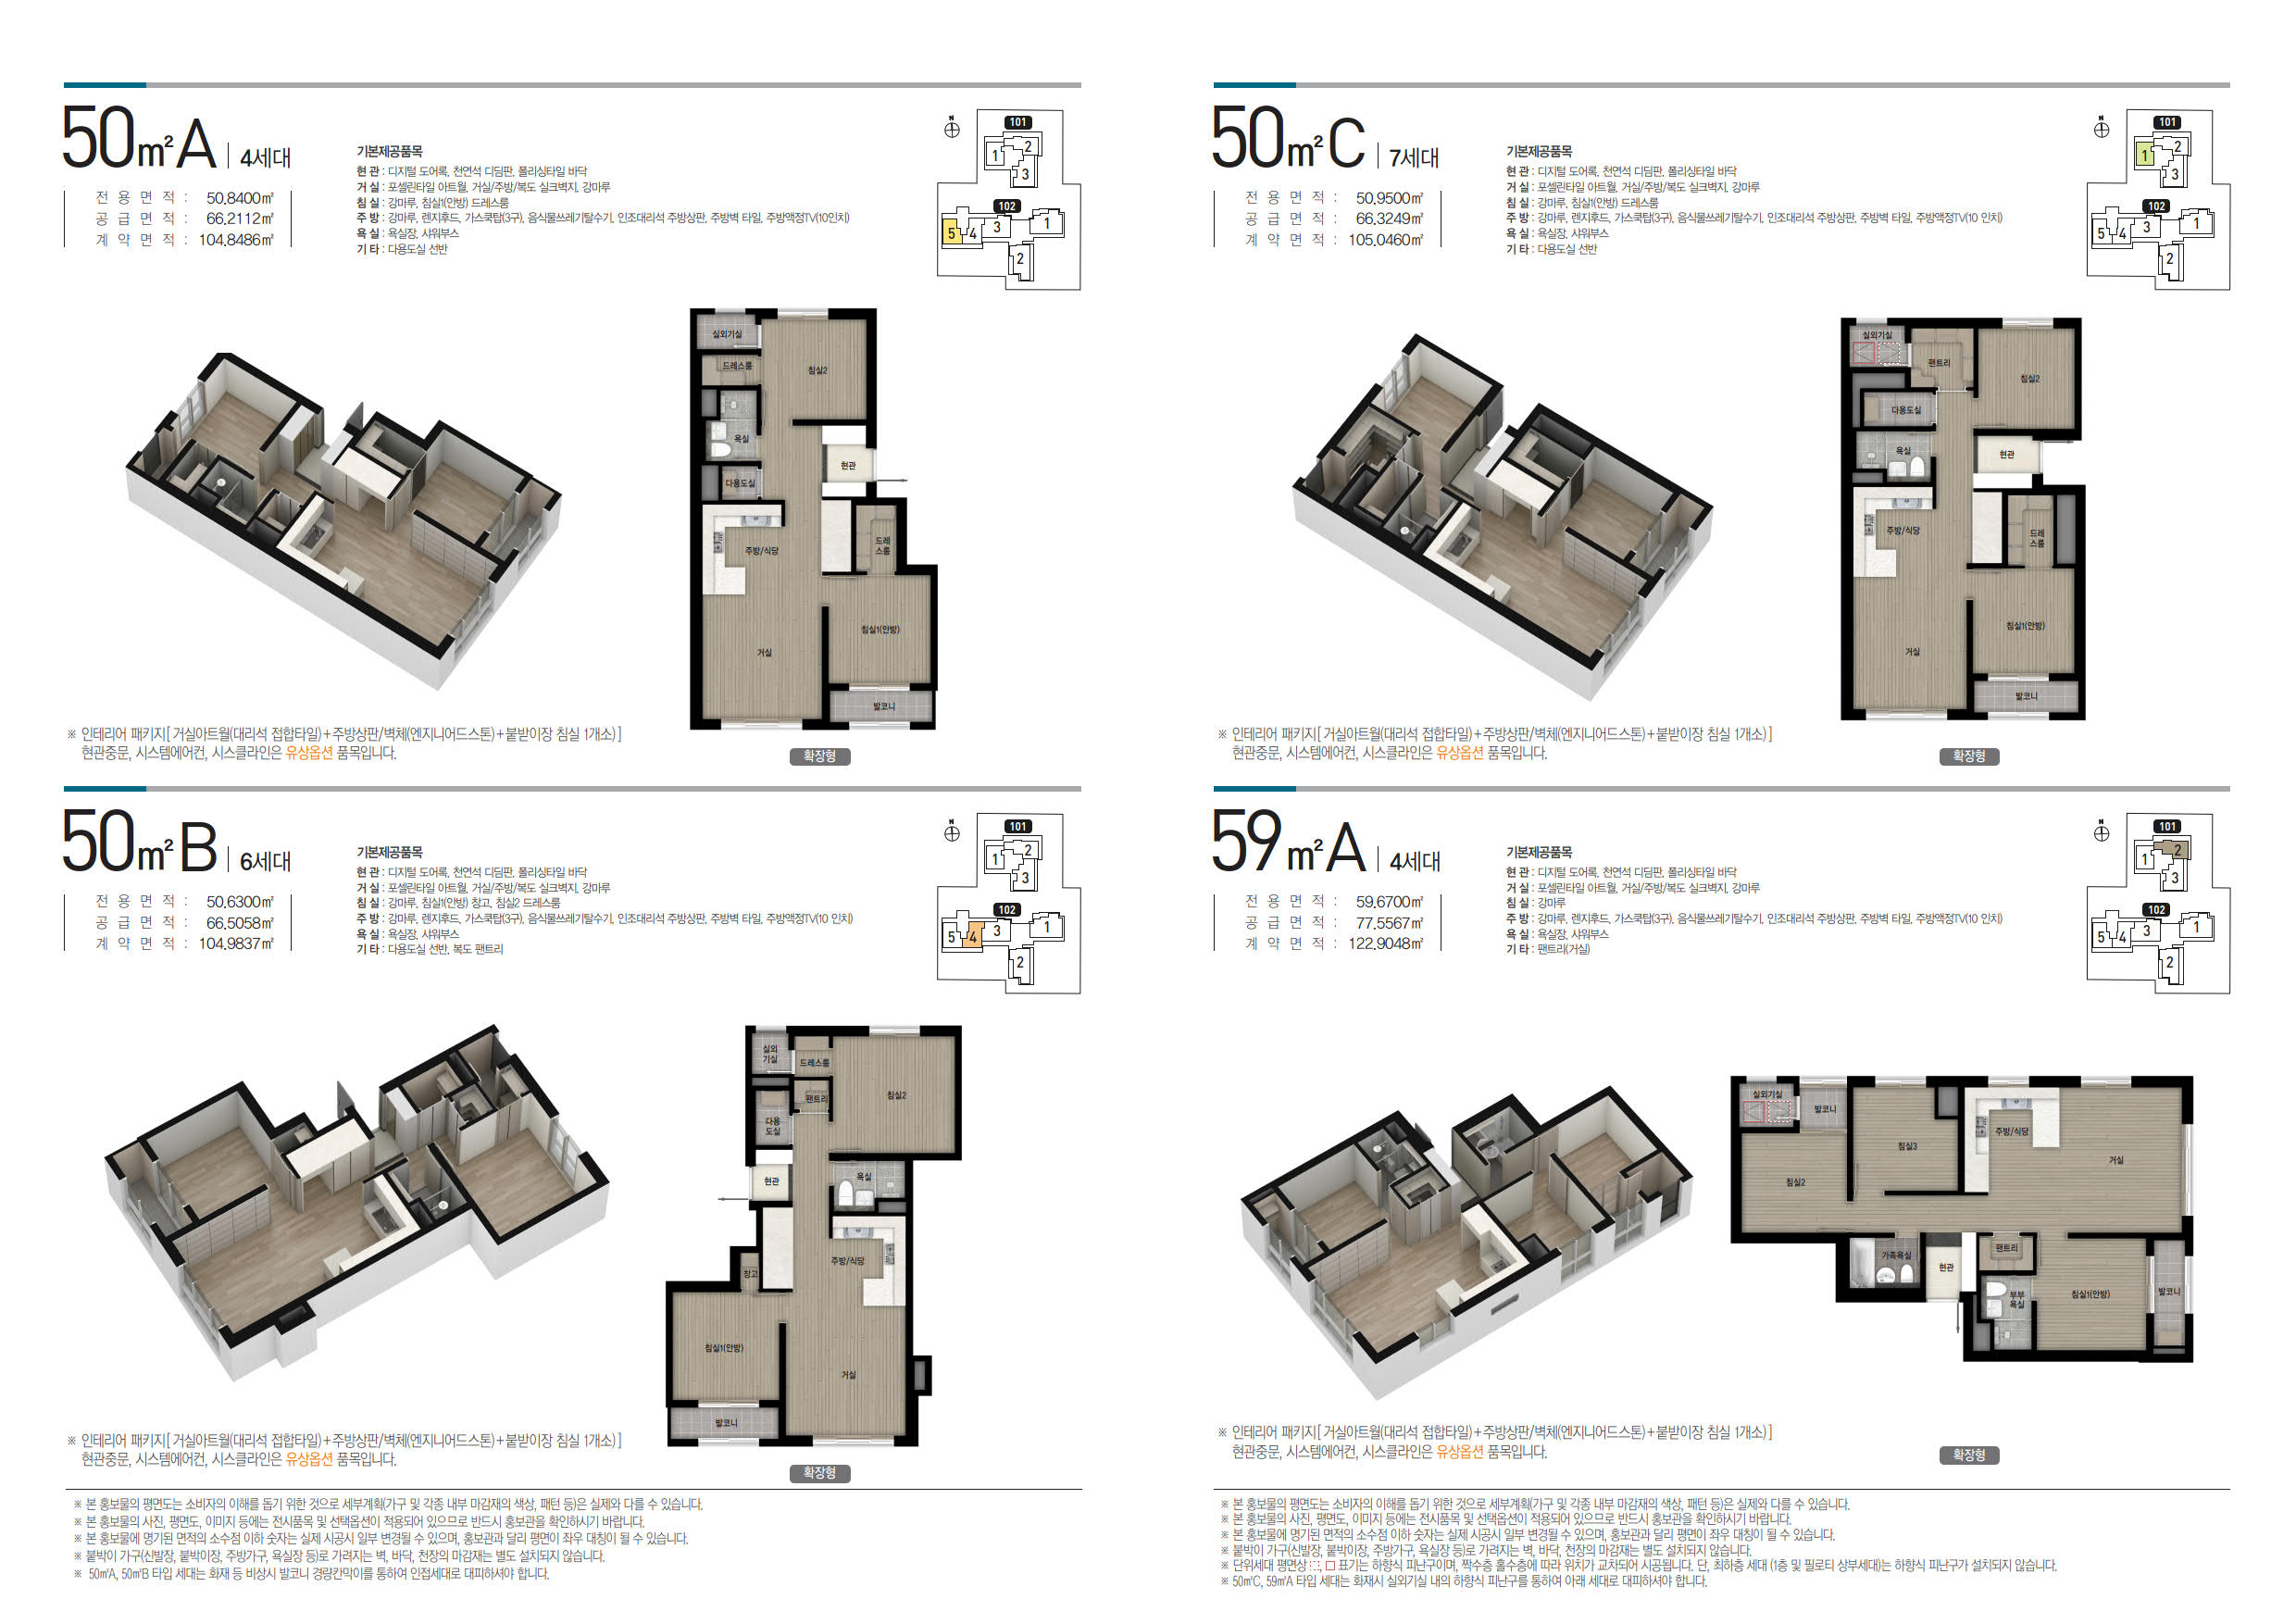 50m²A | 4세대
전 용 면 적 : 50.8400㎡
공 급 면 적 : 66.2112㎡
계 약 면 적 : 104.8486㎡
기본제공품목
현 관 : 디지털 도어록, 천연석 디딤판, 폴리싱타일 바닥
거 실 : 포셀린타일 아트월, 거실/주방/복도 실크벽지, 강마루
침 실 : 강마루, 침실1(안방) 드레스룸
주 방 : 강마루, 렌지후드, 가스쿡탑(3구), 음식물쓰레기탈수기, 인조대리석 주방상판, 주방벽 타일, 주방액정TV(10인치)
욕 실 : 욕실장, 샤워부스
기 타 : 다용도실 선반
N
101
1
2
3
102
5
4
3
1
2
실외기실
드레스룸
침실2
욕실
현관
다용도실
주방/식당
드레
스룸
침실1(안방)
거실
발코니
※ 인테리어 패키지[ 거실아트월(대리석 접합타일)+주방상판/벽체(엔지니어드스톤)+붙받이장 침실 1개소)]
현관중문, 시스템에어컨, 시스클라인은 유상옵션 품목입니다.
확장형
50m²B | 6세대
전 용 면 적 : 50.6300㎡
공 급 면 적 : 66.5058㎡
계 약 면 적 : 104.9837㎡
기본제공품목
현 관 : 디지털 도어록, 천연석 디딤판, 폴리싱타일 바닥
거 실 : 포셀린타일 아트월, 거실/주방/복도 실크벽지, 강마루
침 실 : 강마루, 침실1(안방) 창고, 침실2 드레스룸
주 방 : 강마루, 렌지후드, 가스쿡탑(3구), 음식물쓰레기탈수기, 인조대리석 주방상판, 주방벽 타일, 주방액정TV(10 인치)
욕 실 : 욕실장, 샤워부스
기 타 : 다용도실 선반, 복도 팬트리
N
101
1
2
3
102
5
4
3
1
2
실외
기실
드레스룸
팬트리
침실2
다용
도실
현관
욕실
주방/식당
창고
침실1(안방)
거실
발코니
※ 인테리어 패키지[ 거실아트월(대리석 접합타일)+주방상판/벽체(엔지니어드스톤)+붙받이장 침실 1개소)]
현관중문, 시스템에어컨, 시스클라인은 유상옵션 품목입니다.
확장형
※ 본 홍보물의 평면도는 소비자의 이해를 돕기 위한 것으로 세부계획(가구 및 각종 내부 마감재의 색상, 패턴 등)은 실제와 다를 수 있습니다.
※ 본 홍보물의 사진, 평면도, 이미지 등에는 전시품목 및 선택옵션이 적용되어 있으므로 반드시 홍보관을 확인하시기 바랍니다.
※ 본 홍보물에 명기된 면적의 소수점 이하 숫자는 실제 시공시 일부 변경될 수 있으며, 홍보관과 달리 평면이 좌우 대칭이 될 수 있습니다.
※ 붙박이 가구(신발장, 붙박이장, 주방가구, 욕실장 등)로 가려지는 벽, 바닥, 천장의 마감재는 별도 설치되지 않습니다.
※ 50㎡A, 50㎡B 타입 세대는 화재 등 비상시 발코니 경량칸막이를 통하여 인접세대로 대피하셔야 합니다.
50m²C | 7세대
전 용 면 적 : 50.9500㎡
공 급 면 적 : 66.3249㎡
계 약 면 적 : 105.0460㎡
기본제공품목
현 관 : 디지털 도어록, 천연석 디딤판, 폴리싱타일 바닥
거 실 : 포셀린타일 아트월, 거실/주방/복도 실크벽지, 강마루
침 실 : 강마루, 침실1(안방) 드레스룸
주 방 : 강마루, 렌지후드, 가스쿡탑(3구), 음식물쓰레기탈수기, 인조대리석 주방상판, 주방벽 타일, 주방액정TV(10 인치)
욕 실 : 욕실장, 샤워부스
기 타 : 다용도실 선반
N
101
1
2
3
102
5
4
3
1
2
실외기실
팬트리
침실2
다용도실
욕실
현관
주방/식당
드레
스룸
침실1(안방)
거실
발코니
※ 인테리어 패키지[ 거실아트월(대리석 접합타일)+주방상판/벽체(엔지니어드스톤)+붙받이장 침실 1개소)]
현관중문, 시스템에어컨, 시스클라인은 유상옵션 품목입니다.
확장형
59m²A | 4세대
전 용 면 적 : 59.6700㎡
공 급 면 적 : 77.5567㎡
계 약 면 적 : 122.9048㎡
기본제공품목
현 관 : 디지털 도어록, 천연석 디딤판, 폴리싱타일 바닥
거 실 : 포셀린타일 아트월, 거실/주방/복도 실크벽지, 강마루
침 실 : 강마루
주 방 : 강마루, 렌지후드, 가스쿡탑(3구), 음식물쓰레기탈수기, 인조대리석 주방상판, 주방벽 타일, 주방액정TV(10 인치)
욕 실 : 욕실장, 샤워부스
기 타 : 팬트리(거실)
N
101
1
2
3
102
5
4
3
1
2
실외기실
발코니
침실3
주방/식당
거실
침실2
가족욕실
현관
팬트리
부부
욕실
침실1(안방)
발코니
※ 인테리어 패키지[ 거실아트월(대리석 접합타일)+주방상판/벽체(엔지니어드스톤)+붙받이장 침실 1개소)]
현관중문, 시스템에어컨, 시스클라인은 유상옵션 품목입니다.
확장형
※ 본 홍보물의 평면도는 소비자의 이해를 돕기 위한 것으로 세부계획(가구 및 각종 내부 마감재의 색상, 패턴 등)은 실제와 다를 수 있습니다.
※ 본 홍보물의 사진, 평면도, 이미지 등에는 전시품목 및 선택옵션이 적용되어 있으므로 반드시 홍보관을 확인하시기 바랍니다.
※ 본 홍보물에 명기된 면적의 소수점 이하 숫자는 실제 시공시 일부 변경될 수 있으며, 홍보관과 달리 평면이 좌우 대칭이 될 수 있습니다.
※ 붙박이 가구(신발장, 붙박이장, 주방가구, 욕실장 등)로 가려지는 벽, 바닥, 천장의 마감재는 별도 설치되지 않습니다.
※ 단위세대 평면상 ⬚, □ 표기는 하향식 피난구이며, 짝수층 홀수층에 따라 위치가 교차되어 시공됩니다. 단, 최하층 세대 (1층 및 필로티 상부세대)는 하향식 피난구가 설치되지 않습니다.
※ 50㎡C, 59㎡A 타입 세대는 화재시 실외기실 내의 하향식 피난구를 통하여 아래 세대로 대피하셔야 합니다.